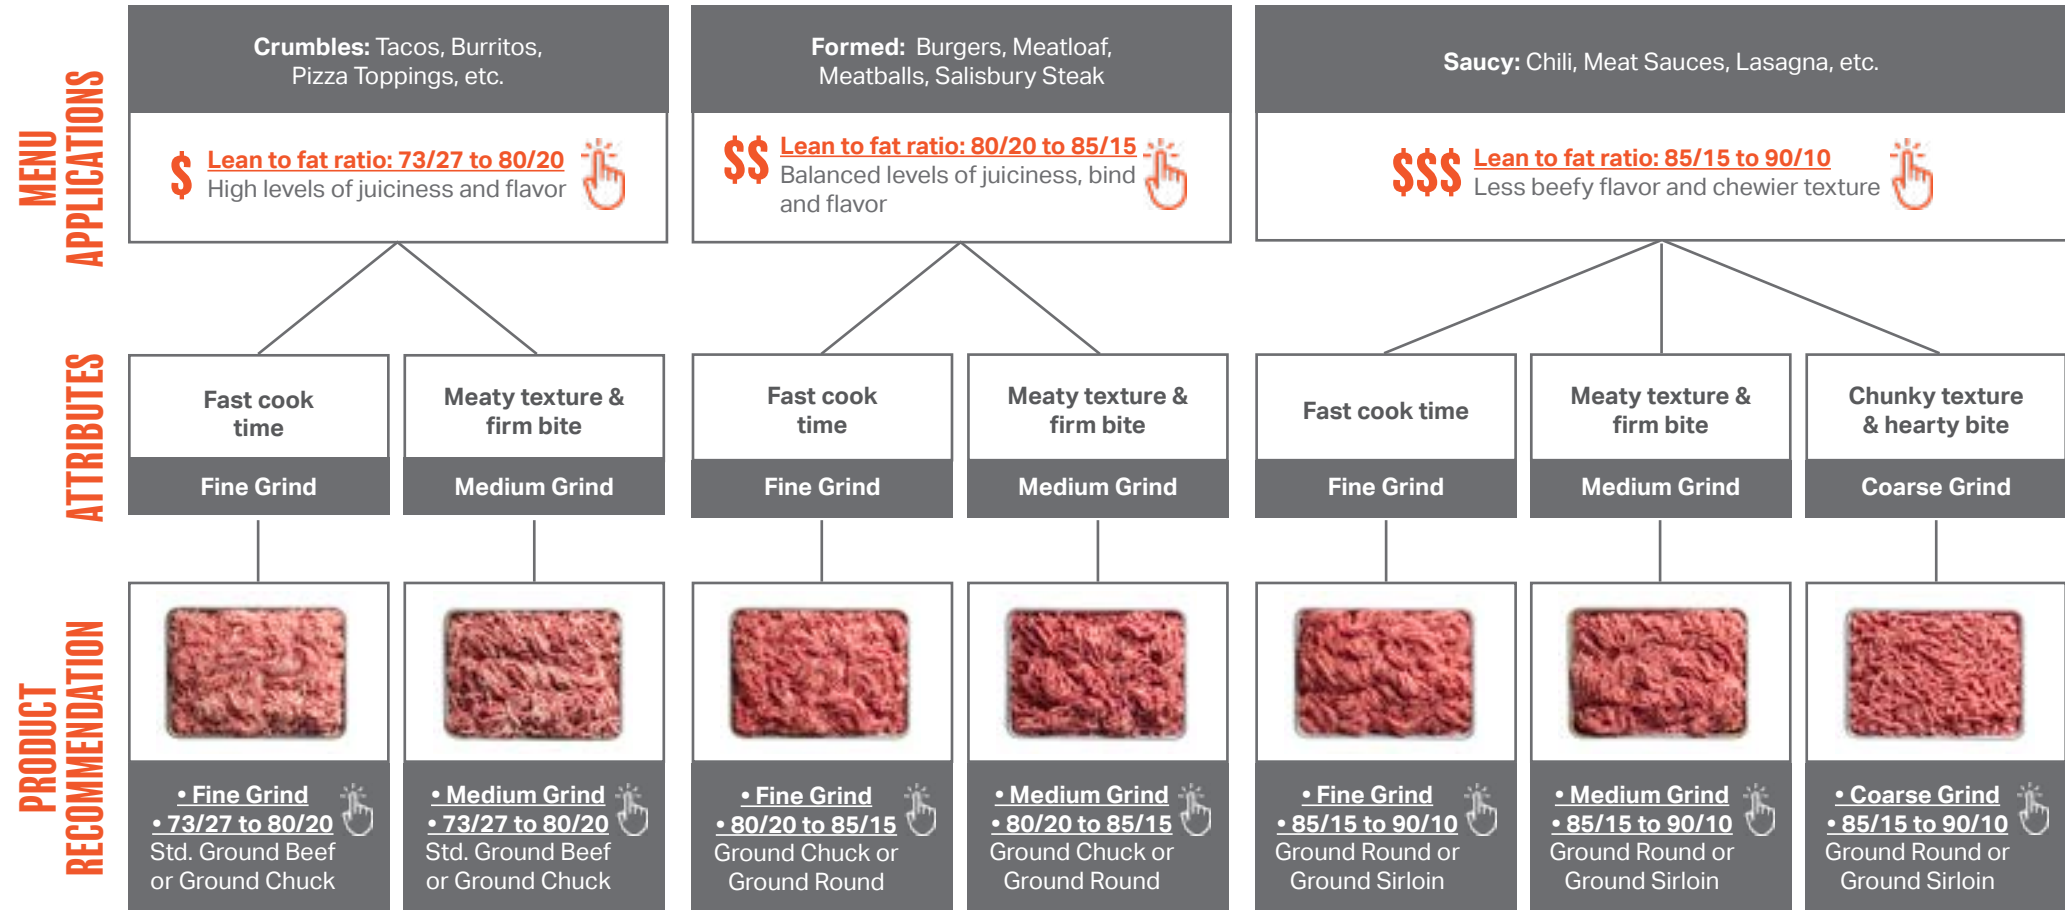 MENU
APPLICATIONS
Crumbles: Tacos, Burritos,
Pizza Toppings, etc.
$ Lean to fat ratio: 73/27 to 80/20
High levels of juiciness and flavor
Formed: Burgers, Meatloaf,
Meatballs, Salisbury Steak
$$ Lean to fat ratio: 80/20 to 85/15
Balanced levels of juiciness, bind
and flavor
Saucy: Chili, Meat Sauces, Lasagna, etc.
$$$ Lean to fat ratio: 85/15 to 90/10
Less beefy flavor and chewier texture
ATTRIBUTES
Fast cook
time
Fine Grind
Meaty texture &
firm bite
Medium Grind
Fast cook
time
Fine Grind
Meaty texture &
firm bite
Medium Grind
Fast cook time
Fine Grind
Meaty texture &
firm bite
Medium Grind
Chunky texture
& hearty bite
Coarse Grind
PRODUCT
RECOMMENDATION
• Fine Grind
• 73/27 to 80/20
Std. Ground Beef
or Ground Chuck
• Medium Grind
• 73/27 to 80/20
Std. Ground Beef
or Ground Chuck
• Fine Grind
• 80/20 to 85/15
Ground Chuck or
Ground Round
• Medium Grind
• 80/20 to 85/15
Ground Chuck or
Ground Round
• Fine Grind
• 85/15 to 90/10
Ground Round or
Ground Sirloin
• Medium Grind
• 85/15 to 90/10
Ground Round or
Ground Sirloin
• Coarse Grind
• 85/15 to 90/10
Ground Round or
Ground Sirloin